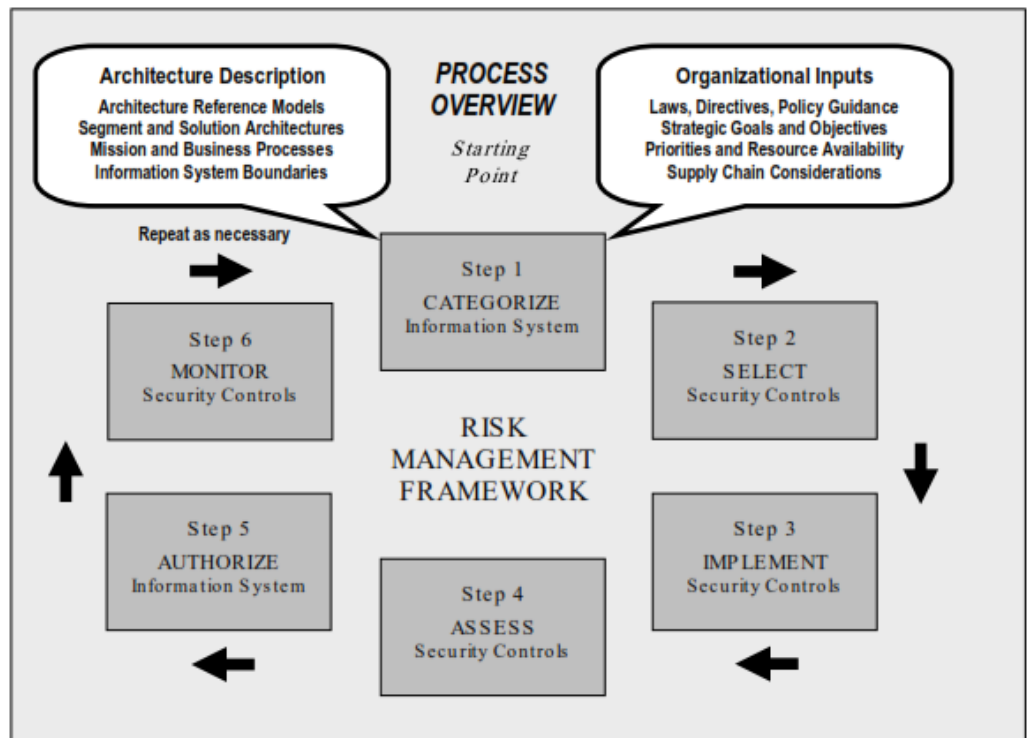 Architecture Description
Architecture Reference Models
Segment and Solution Architectures
Mission and Business Processes
Information System Boundaries
PROCESS
OVERVIEW
Starting
Point
Organizational Inputs
Laws, Directives, Policy Guidance
Strategic Goals and Objectives
Priorities and Resource Availability
Supply Chain Considerations
Repeat as necessary
Step 1
CATEGORIZE
Information System
Step 2
SELECT
Security Controls
Step 3
IMPLEMENT
Security Controls
Step 4
ASSESS
Security Controls
Step 5
AUTHORIZE
Information System
Step 6
MONITOR
Security Controls
RISK
MANAGEMENT
FRAMEWORK